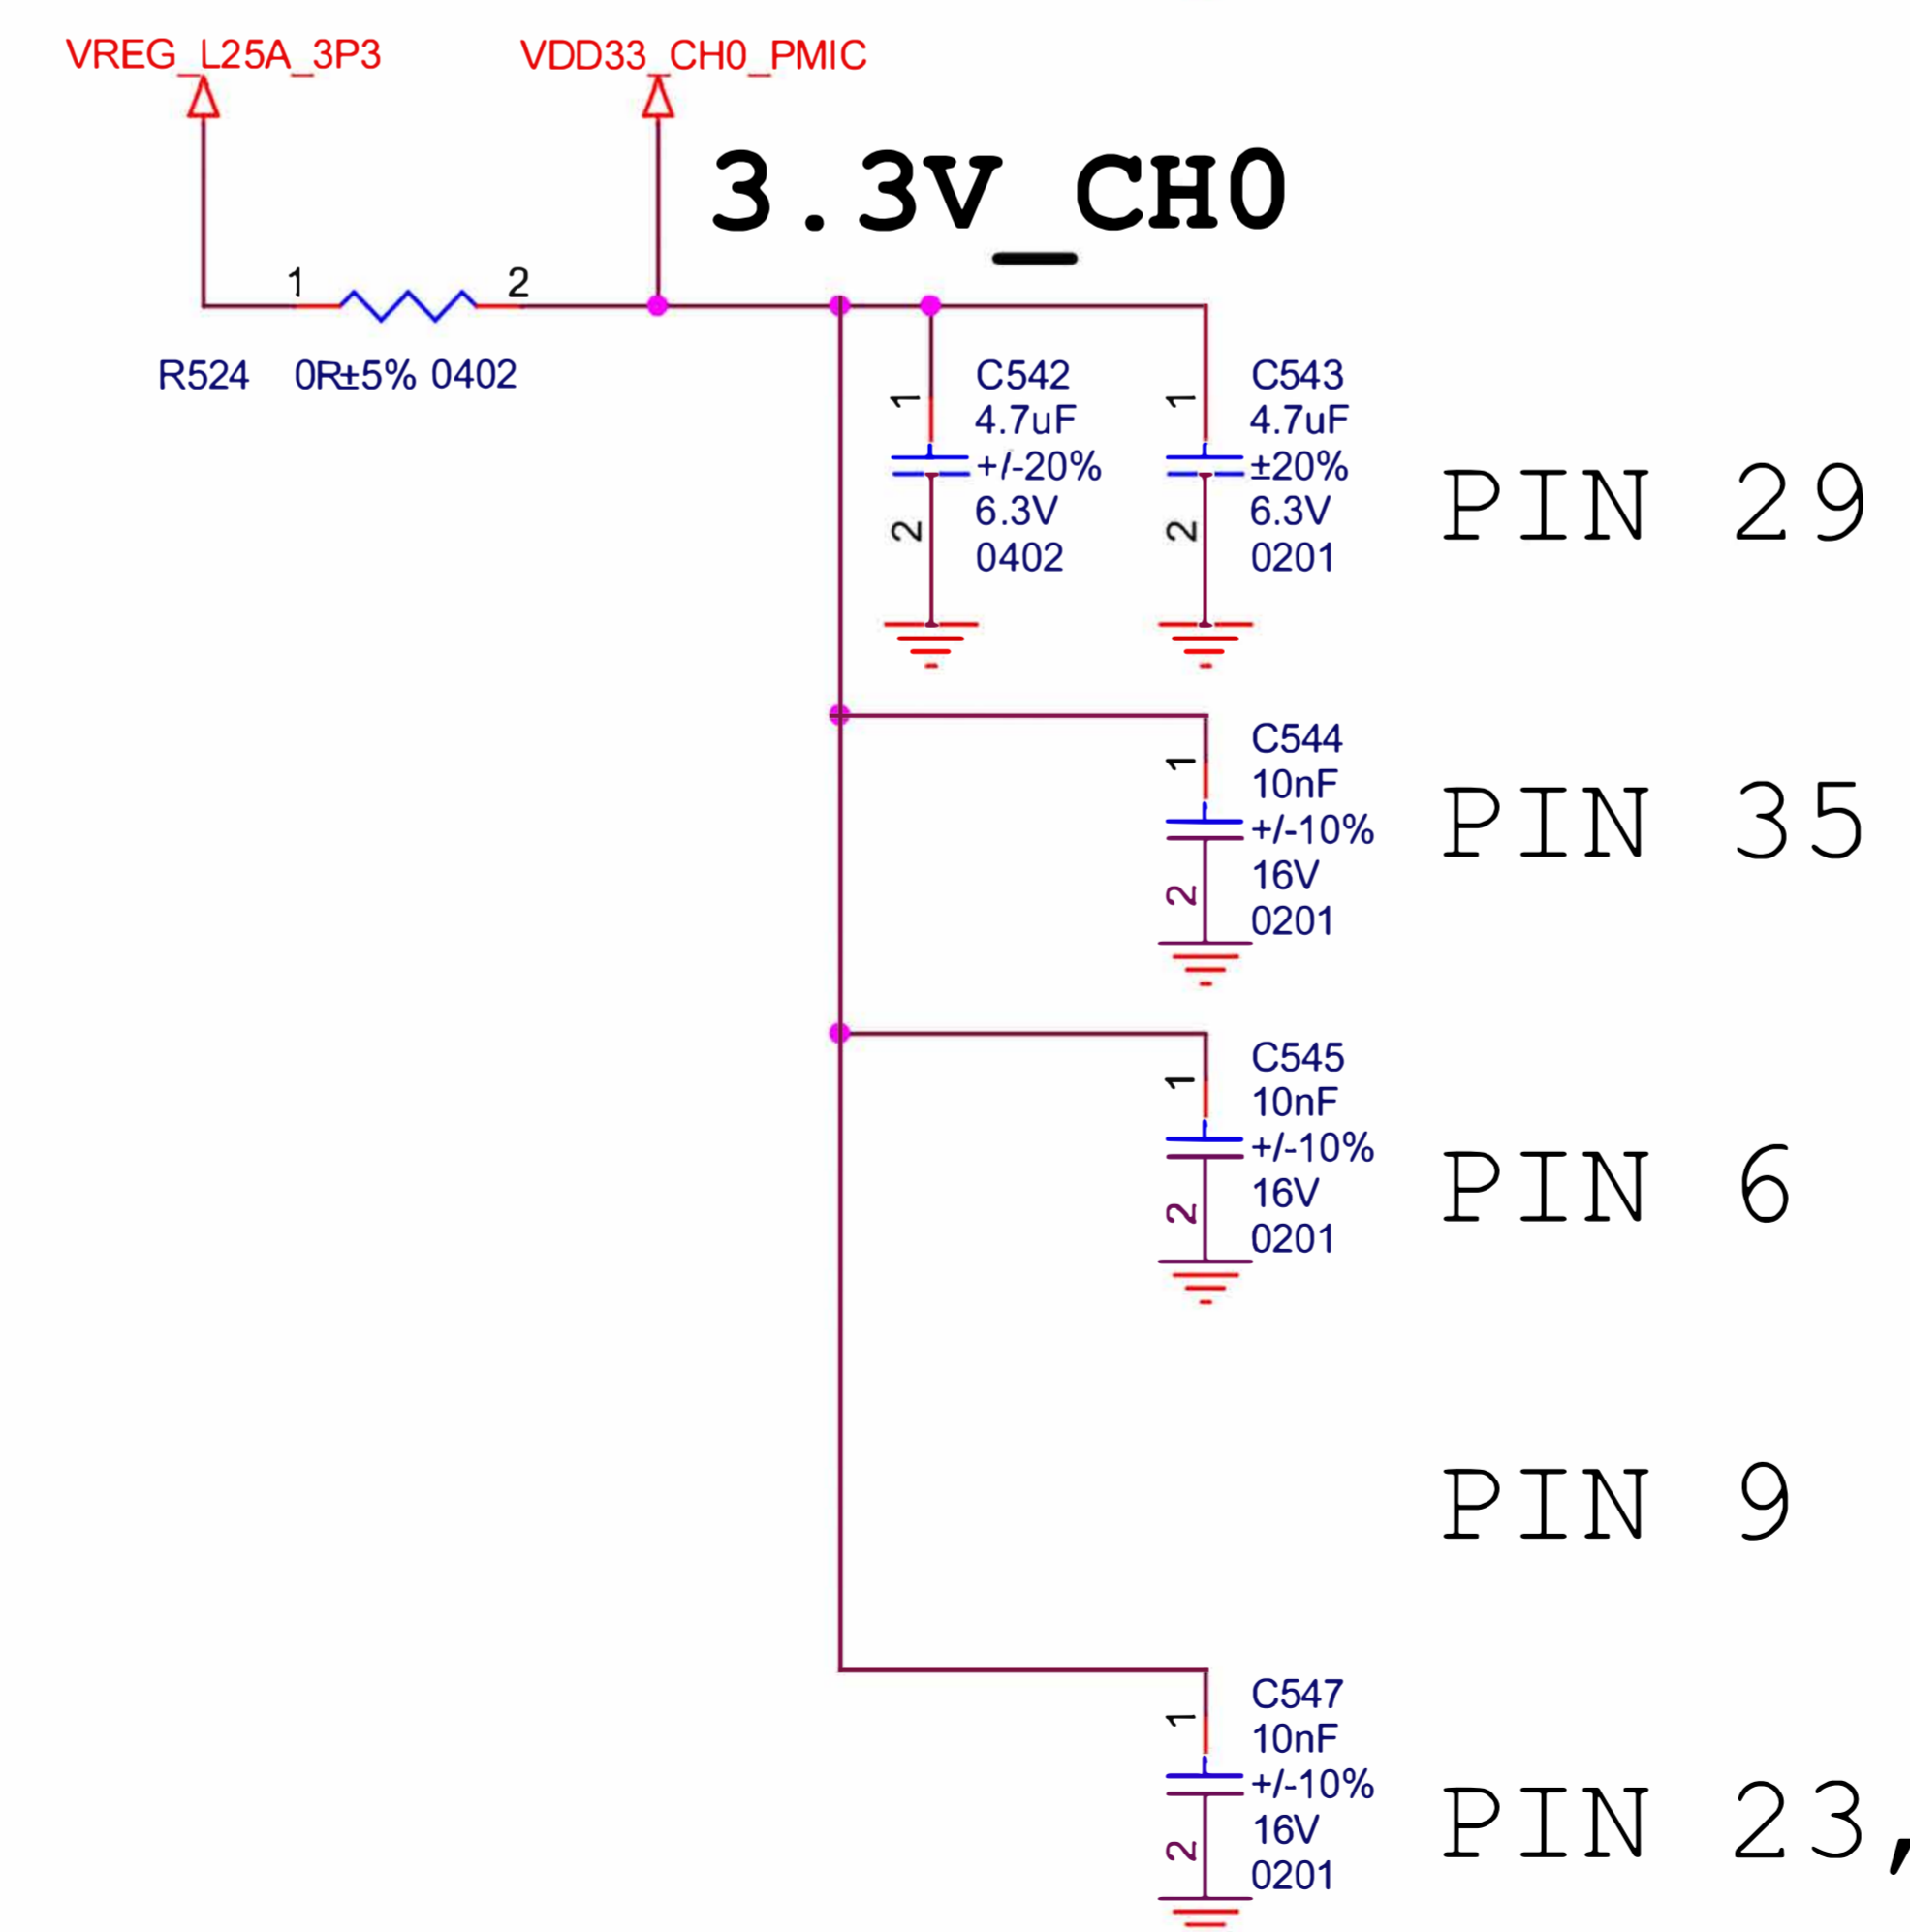 VREG_L25A_3P3
VDD33_CH0_PMIC
3.3V_CH0
1
2
R524
0R±5% 0402
1
2
C542
4.7uF
+/-20%
6.3V
0402
1
2
C543
4.7uF
±20%
6.3V
0201
PIN 29
1
2
C544
10nF
+/-10%
16V
0201
PIN 35
1
2
C545
10nF
+/-10%
16V
0201
PIN 6
PIN 9
1
2
C547
10nF
+/-10%
16V
0201
PIN 23,